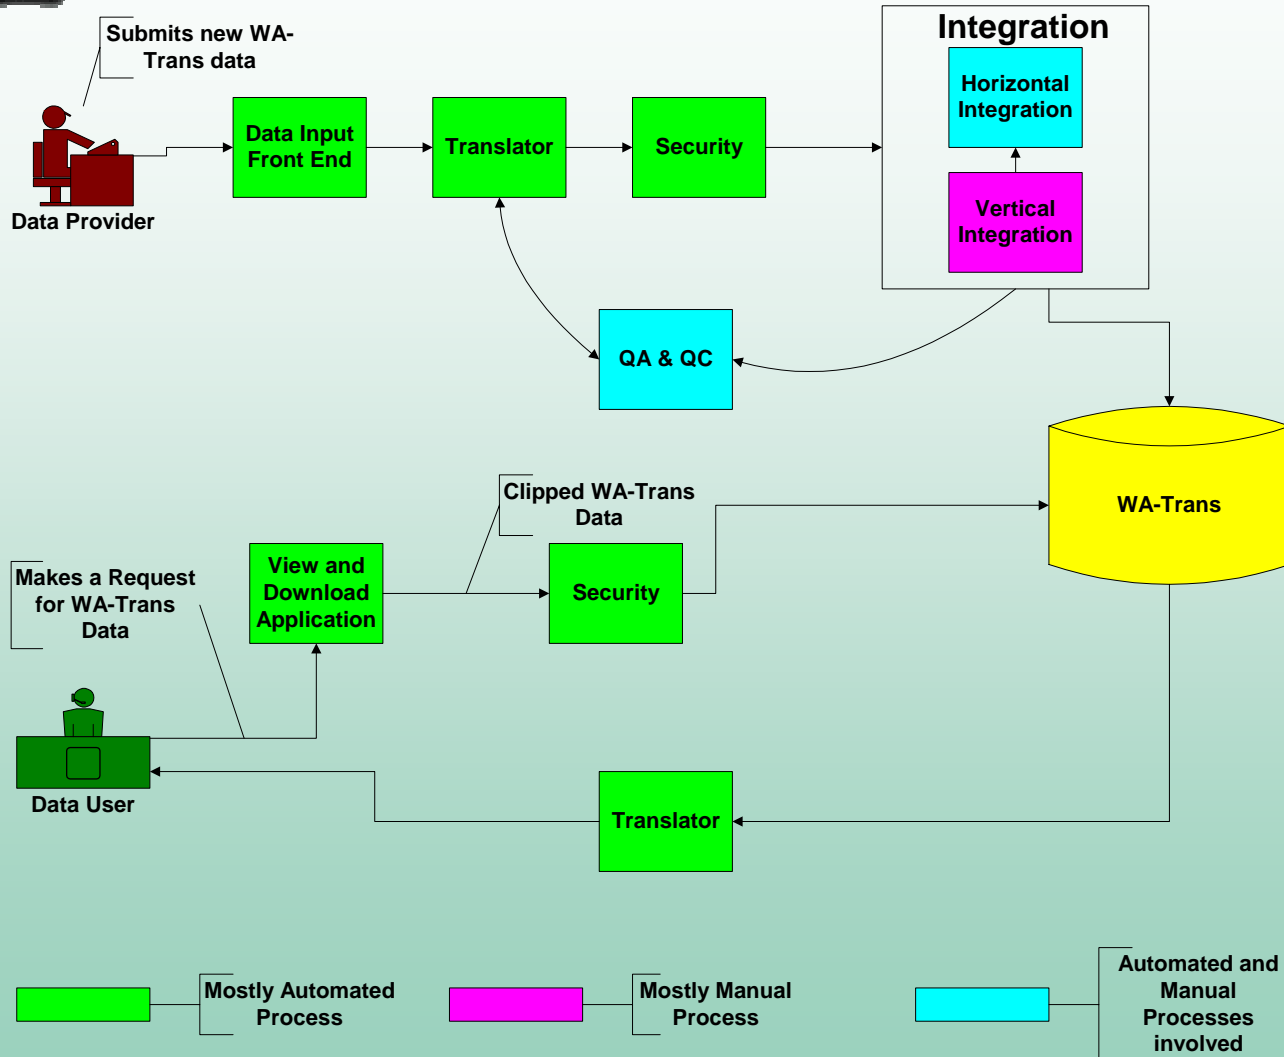 Submits new WA-
Trans data
Integration
Horizontal
Integration
Data Input
Front End
Translator
Security
Vertical
Integration
Data Provider
QA & QC
Clipped WA-Trans
Data
WA-Trans
Makes a Request
for WA-Trans
Data
View and
Download
Application
Security
Data User
Translator
Mostly Automated
Process
Mostly Manual
Process
Automated and
Manual
Processes
involved